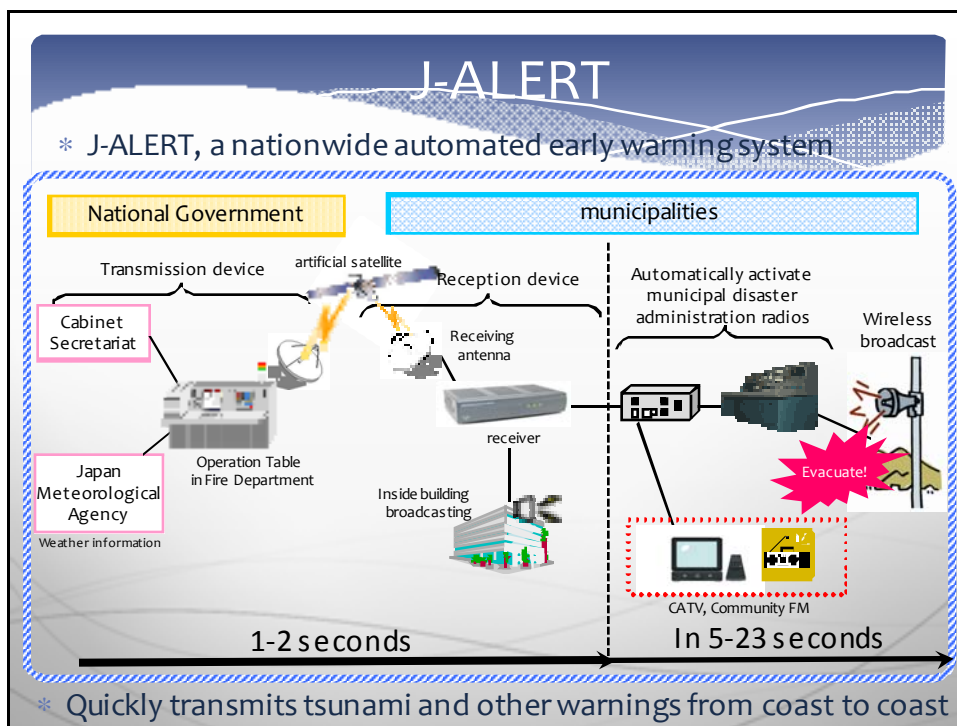 J-ALERT
* J-ALERT, a nationwide automated early warning system
National Government
municipalities
Transmission device
artificial satellite
Reception device
Automatically activate
municipal disaster
administration radios
Wireless
broadcast
Cabinet
Secretariat
Receiving
antenna
receiver
Operation Table
in Fire Department
Japan
Meteorological
Agency
Weather information
Inside building
broadcasting
Evacuate!
CATV, Community FM
1-2 seconds
In 5-23 seconds
* Quickly transmits tsunami and other warnings from coast to coast